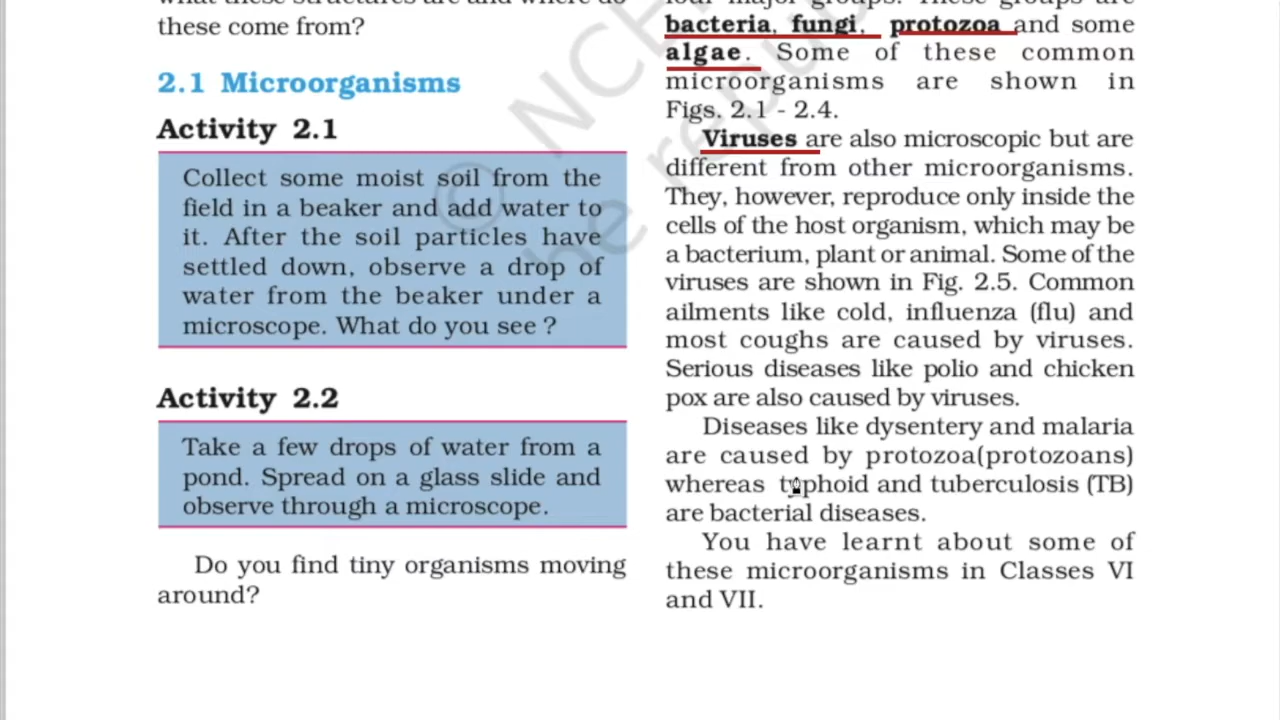 what these structures are and where do
these come from?
2.1 Microorganisms
Activity 2.1
Collect some moist soil from the
field in a beaker and add water to
it. After the soil particles have
settled down, observe a drop of
water from the beaker under a
microscope. What do you see ?
Activity 2.2
Take a few drops of water from a
pond. Spread on a glass slide and
observe through a microscope.
Do you find tiny organisms moving
around?
four major groups. These groups are
bacteria, fungi, protozoa and some
algae. Some of these common
microorganisms are shown in
Figs. 2.1 - 2.4.
Viruses are also microscopic but are
different from other microorganisms.
They, however, reproduce only inside the
cells of the host organism, which may be
a bacterium, plant or animal. Some of the
viruses are shown in Fig. 2.5. Common
ailments like cold, influenza (flu) and
most coughs are caused by viruses.
Serious diseases like polio and chicken
pox are also caused by viruses.
Diseases like dysentery and malaria
are caused by protozoa(protozoans)
whereas typhoid and tuberculosis (TB)
are bacterial diseases.
You have learnt about some of
these microorganisms in Classes VI
and VII.